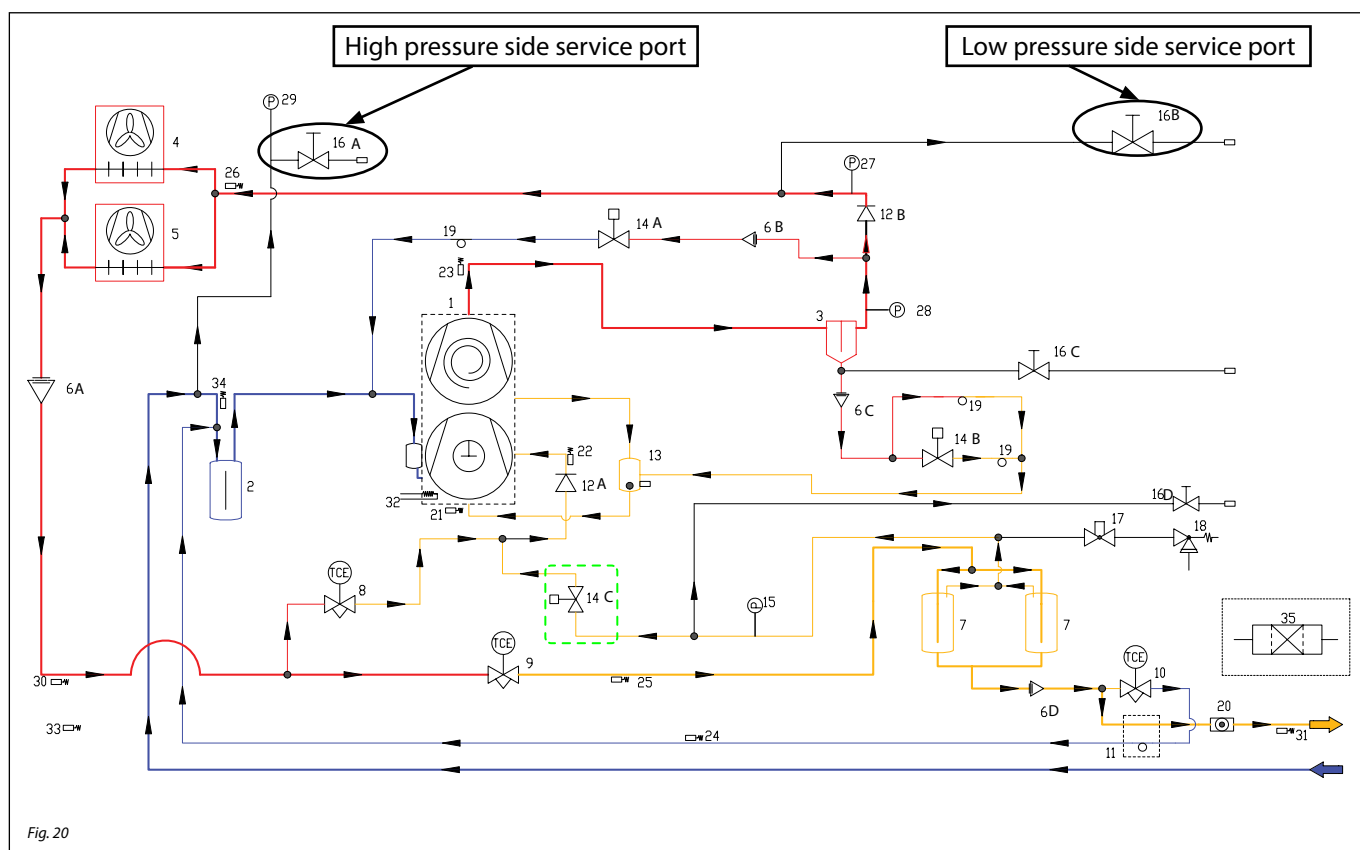 High pressure side service port
Low pressure side service port
P 29
16 A
16B
4
26
P 27
5
12 B
14 A
6 B
19
23
1
3
P 28
16 C
6A
34
6 C
19
14 B
19
22
13
2
12 A
32
21
16D
17
18
TCE
8
14 C
P 15
7
7
35
TCE
9
TCE
10
30
25
6D
20
33
24
11
31
Fig. 20